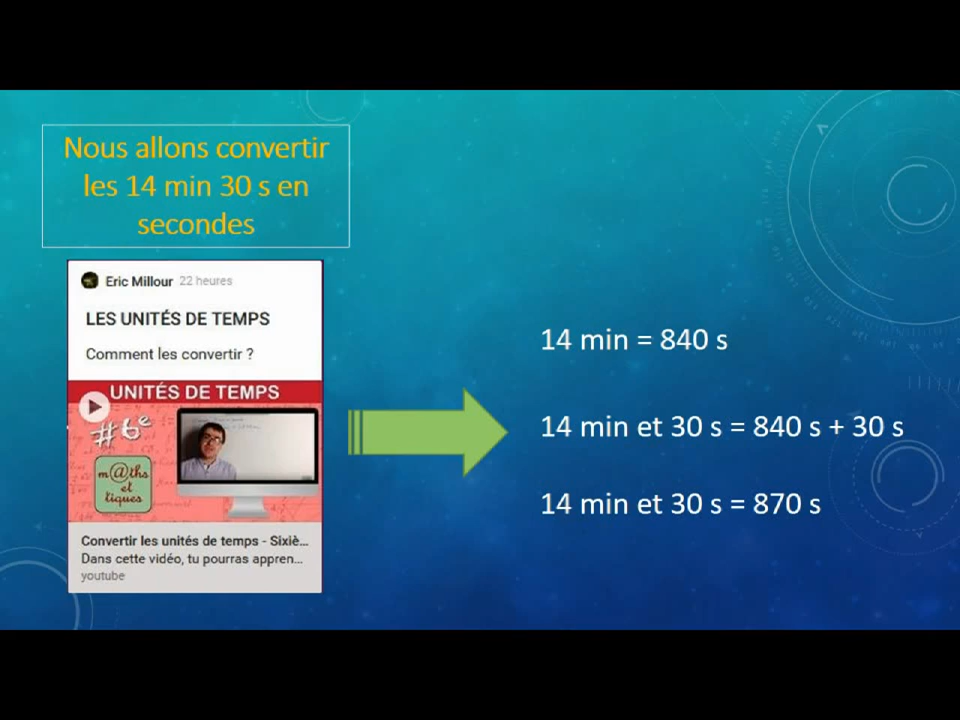 Nous allons convertir
les 14 min 30 s en
secondes
Eric Millour 22 heures
LES UNITÉS DE TEMPS
Comment les convertir ?
UNITÉS DE TEMPS
#6e
m@ths
et
tiques
Convertir les unités de temps - Sixiè...
Dans cette vidéo, tu pourras appren...
youtube
14 min = 840 s
14 min et 30 s = 840 s + 30 s
14 min et 30 s = 870 s